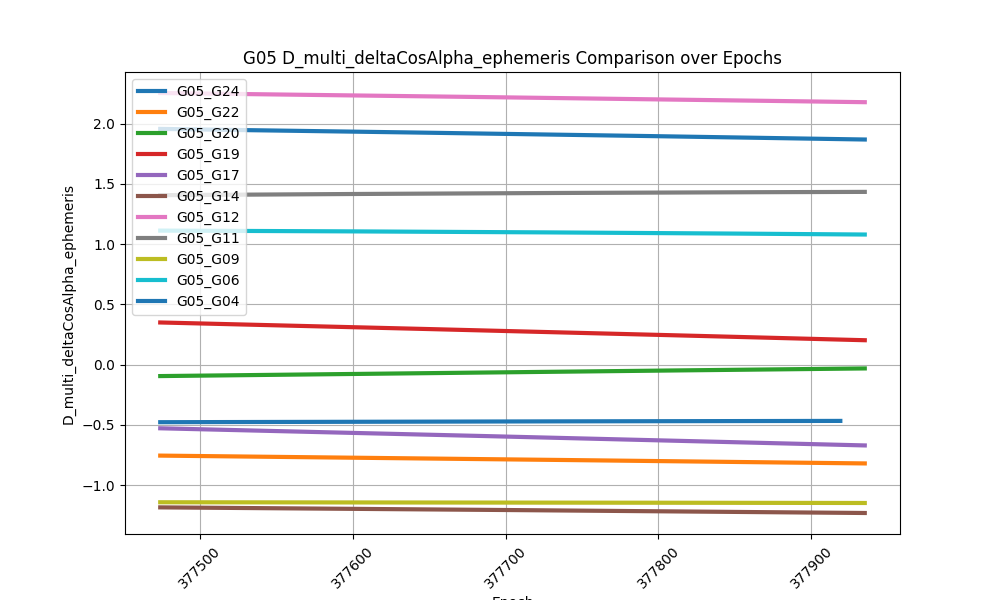 G05 D_multi_deltaCosAlpha_ephemeris Comparison over Epochs
D_multi_deltaCosAlpha_ephemeris
2.0
1.5
1.0
0.5
0.0
−0.5
−1.0
G05_G24
G05_G22
G05_G20
G05_G19
G05_G17
G05_G14
G05_G12
G05_G11
G05_G09
G05_G06
G05_G04
377500
377600
377700
377800
377900
Epoch